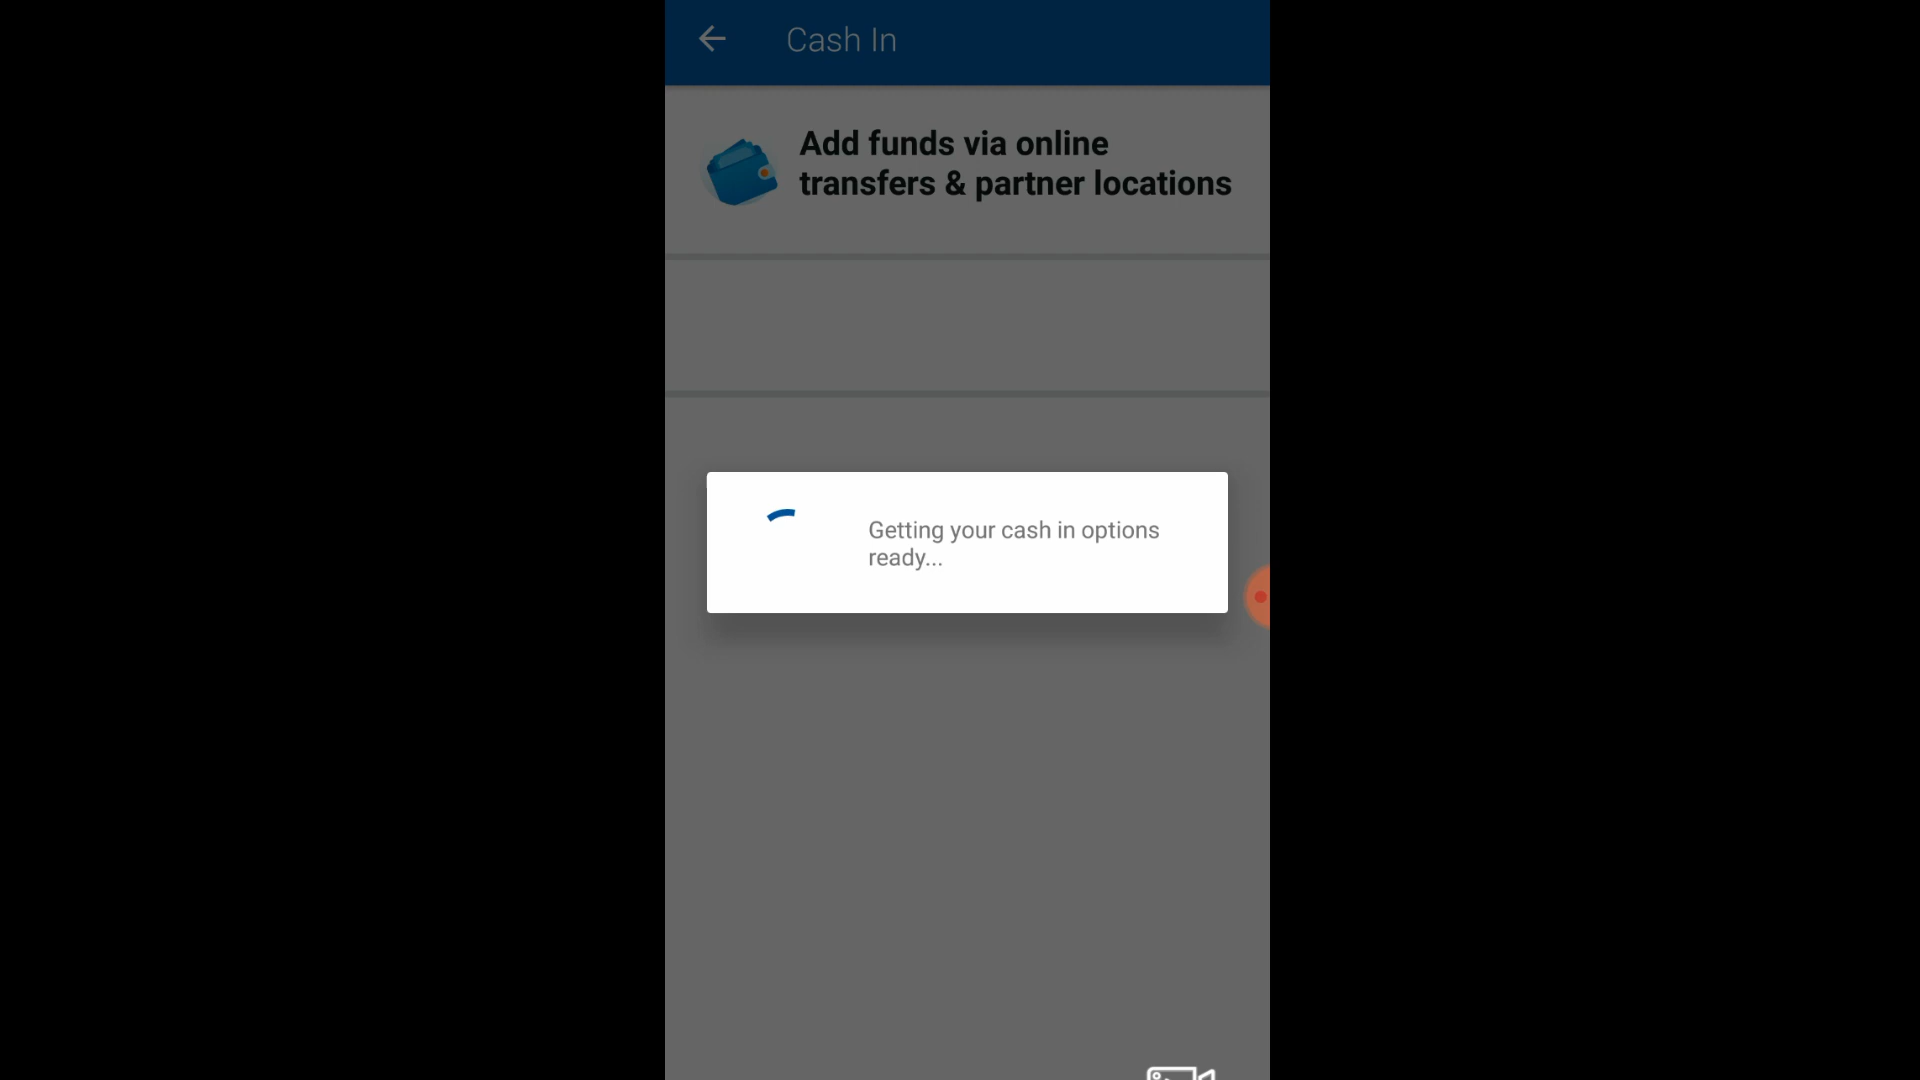 Cash In
Add funds via online
transfers & partner locations
Getting your cash in options
ready...